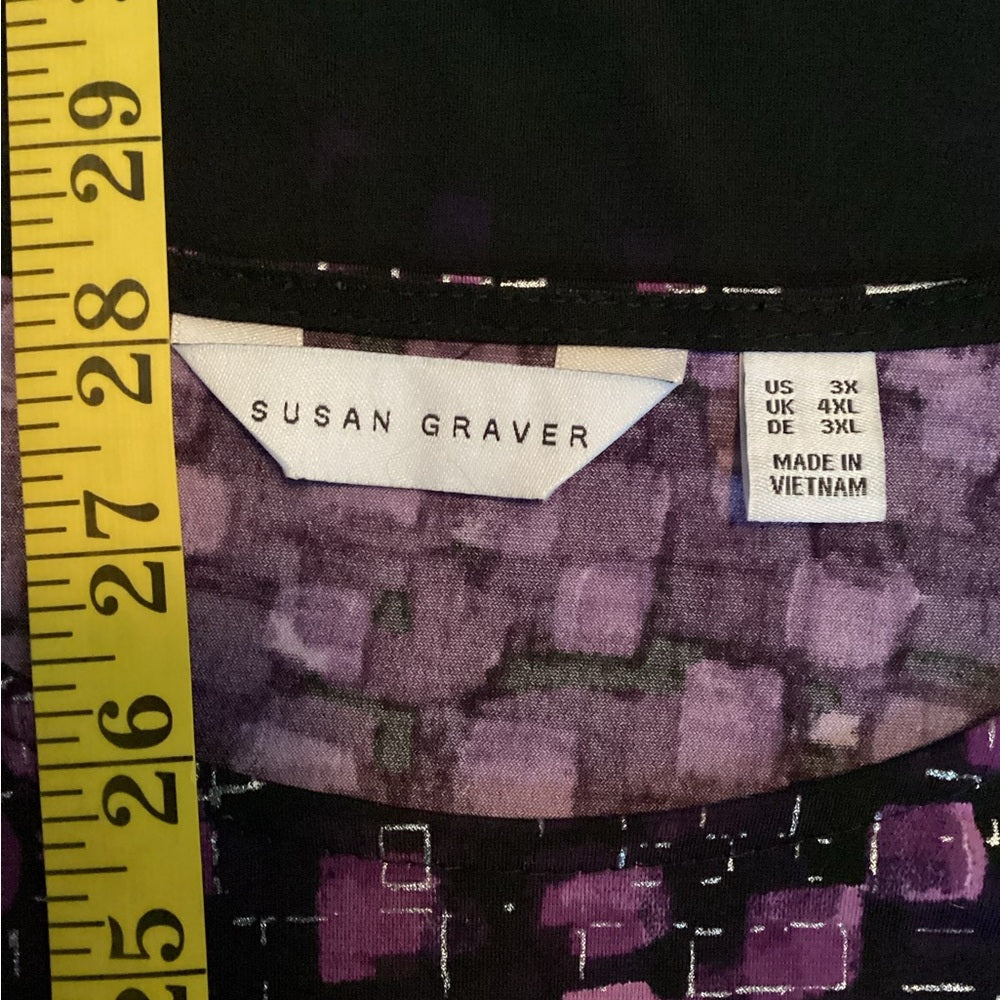 29
28
27
26
25
SUSAN GRAVER
US 3X
UK 4XL
DE 3XL
MADE IN
VIETNAM